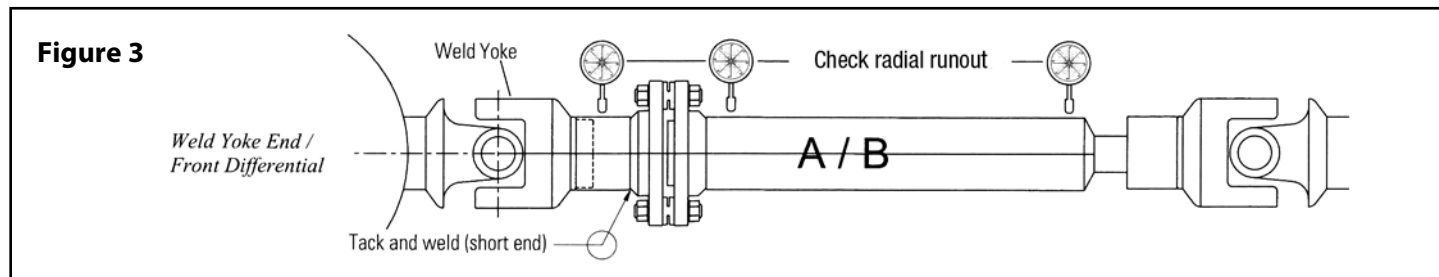 Figure 3
Weld Yoke
Check radial runout
Weld Yoke End /
Front Differential
A / B
Tack and weld (short end)